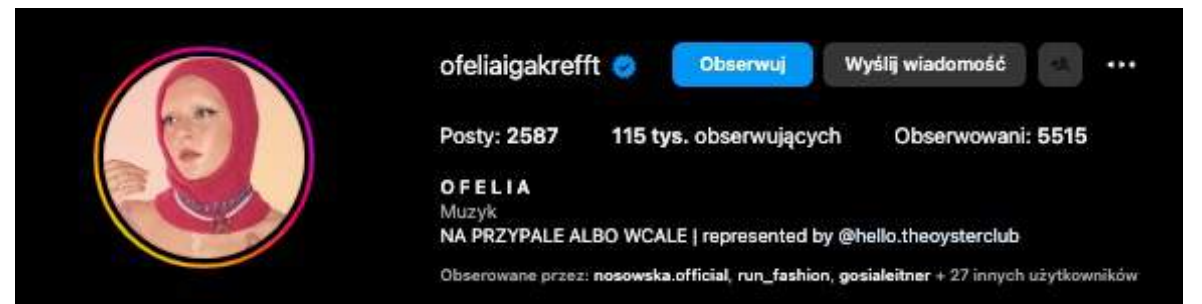 ofeliaigakrefft Obserwuj Wyślij wiadomość
Posty: 2587 115 tys. obserwujących Obserwowani: 5515
OFELIA
Muzyk
NA PRZYPALE ALBO WCALE | represented by @hello.theoysterclub
Obserowane przez: nosowska.official, run_fashion, gosialeitner + 27 innych użytkowników